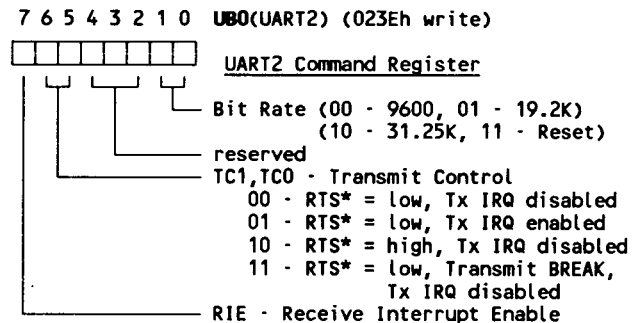 7 6 5 4 3 2 1 0 UB0(UART2) (023Eh write)
UART2 Command Register
Bit Rate (00 - 9600, 01 - 19.2K)
(10 - 31.25K, 11 - Reset)
reserved
TC1,TC0 - Transmit Control
00 - RTS* = low, Tx IRQ disabled
01 - RTS* = low, Tx IRQ enabled
10 - RTS* = high, Tx IRQ disabled
11 - RTS* = low, Transmit BREAK,
Tx IRQ disabled
RIE - Receive Interrupt Enable